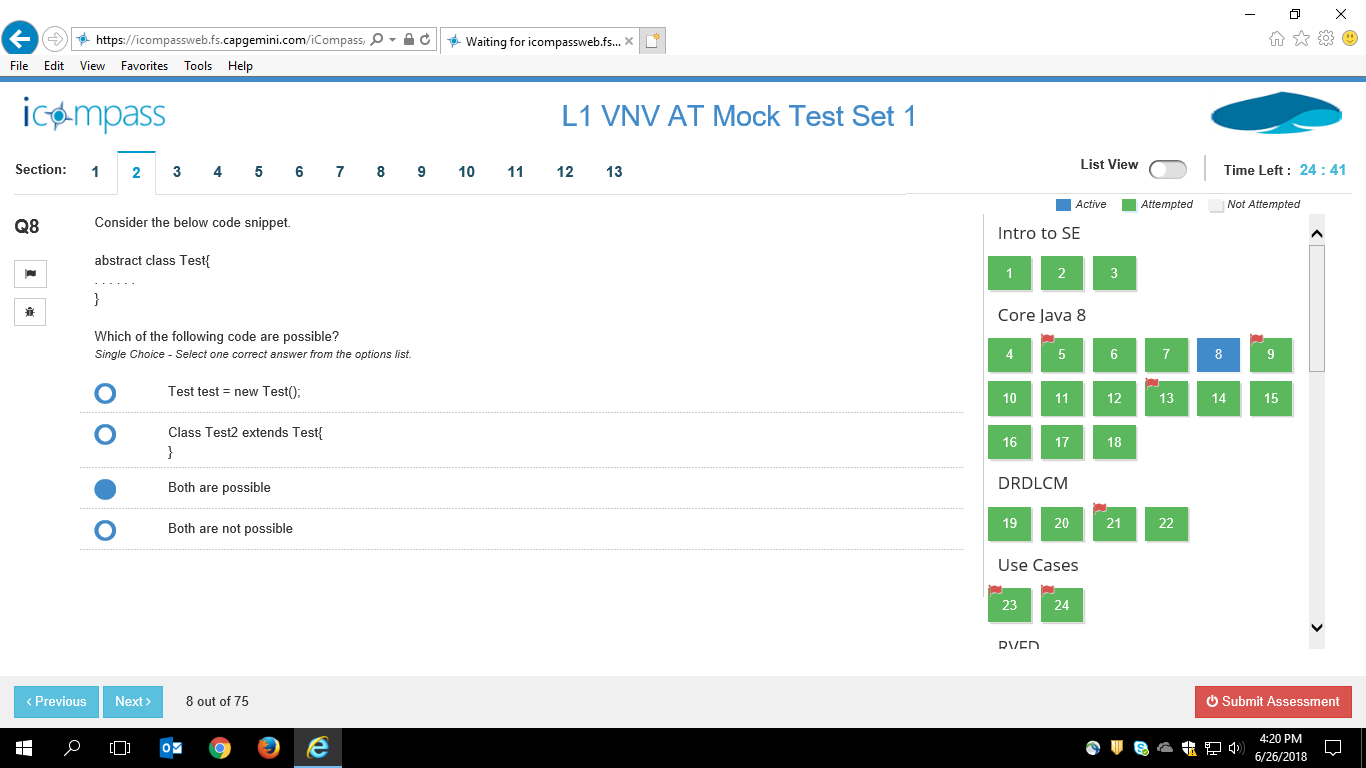 https://icompassweb.fs.capgemini.com/iCompass/
Waiting for icompassweb.fs...
File Edit View Favorites Tools Help
icompass
L1 VNV AT Mock Test Set 1
Section: 1 2 3 4 5 6 7 8 9 10 11 12 13
List View
Time Left : 24 : 41
Active Attempted Not Attempted
Q8
Consider the below code snippet.
abstract class Test{
. . . . . .
}
Which of the following code are possible?
Single Choice - Select one correct answer from the options list.
Test test = new Test();
Class Test2 extends Test{
}
Both are possible
Both are not possible
Intro to SE
1 2 3
Core Java 8
4 5 6 7 8 9
10 11 12 13 14 15
16 17 18
DRDLCM
19 20 21 22
Use Cases
23 24
‹ Previous Next › 8 out of 75
Submit Assessment
4:20 PM
6/26/2018